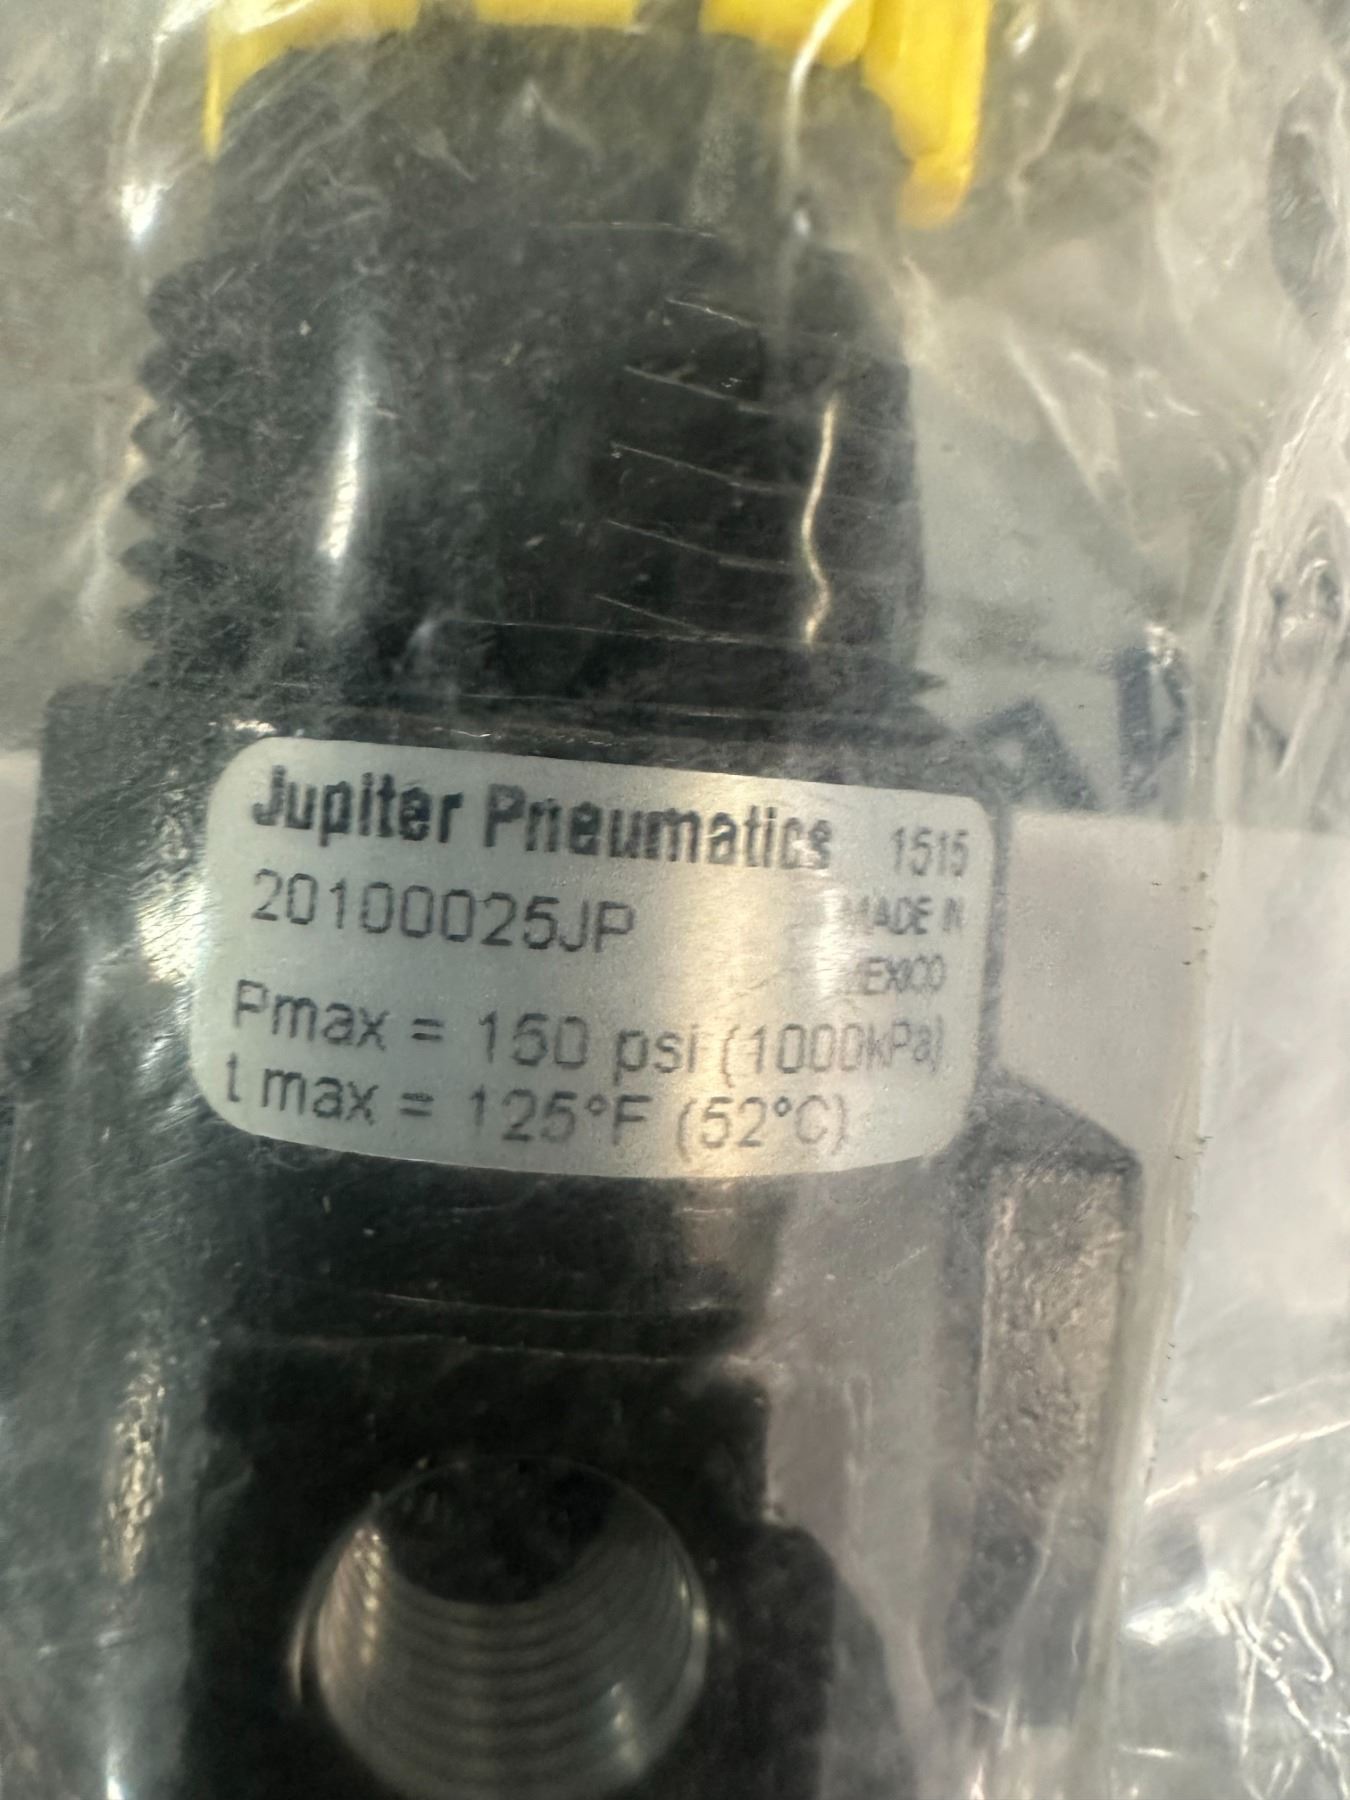 Jupiter Pneumatics 1515
20100025JP MADE IN
MEXICO
Pmax = 150 psi (1000kPa)
t max = 125°F (52°C)